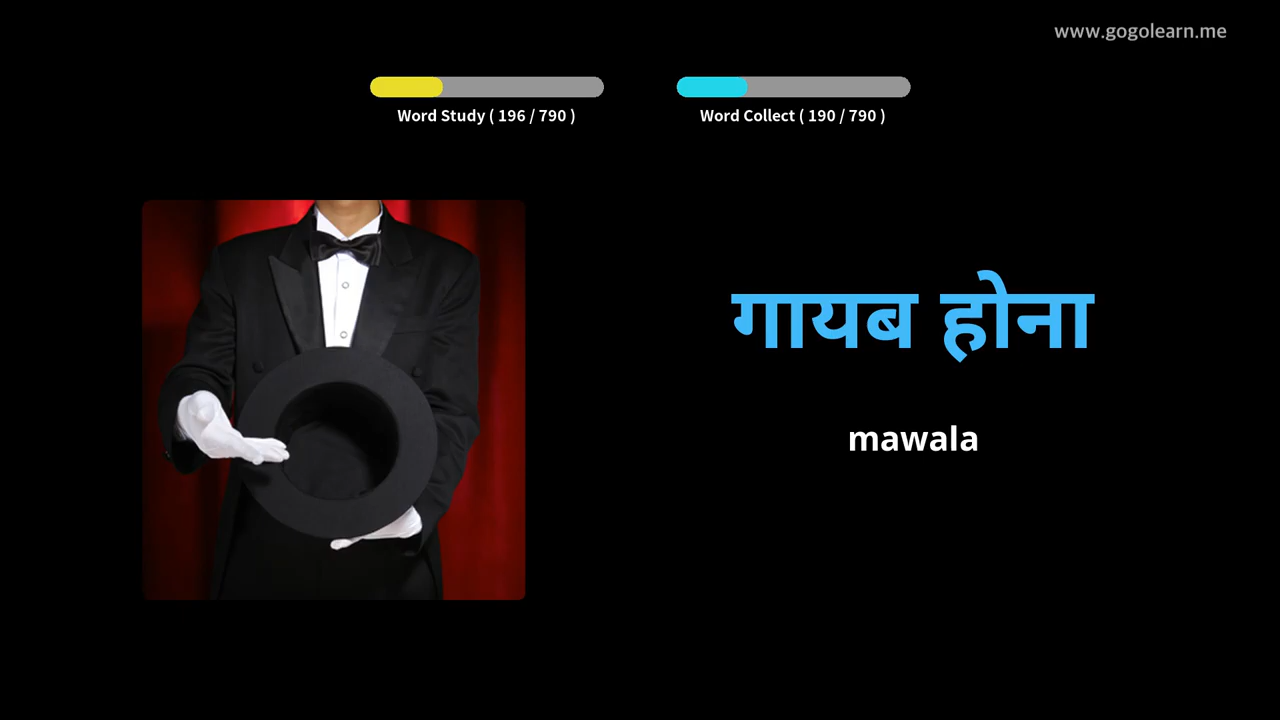 www.gogolearn.me
Word Study ( 196 / 790 )
Word Collect ( 190 / 790 )
गायब होना
mawala